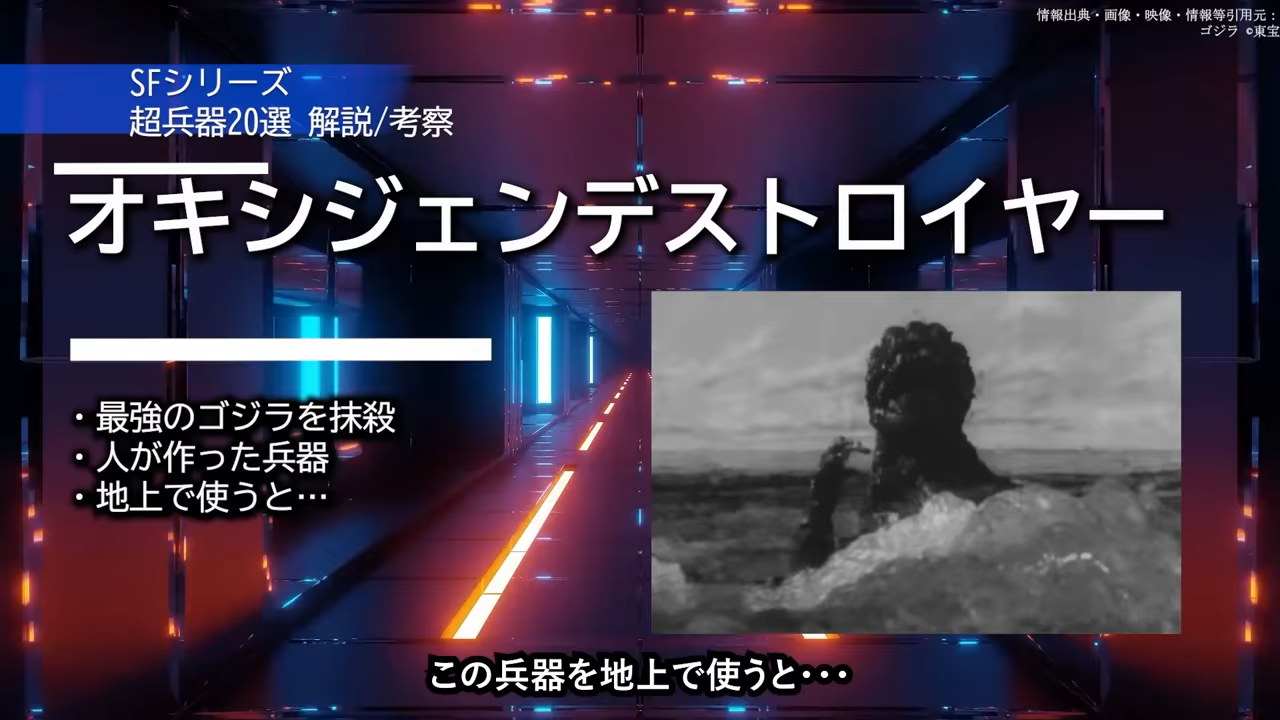 情報出典・画像・映像・情報等引用元:
ゴジラ ©東宝
SFシリーズ
超兵器20選 解説/考察
オキシジェンデストロイヤー
・最強のゴジラを抹殺
・人が作った兵器
・地上で使うと…
この兵器を地上で使うと・・・